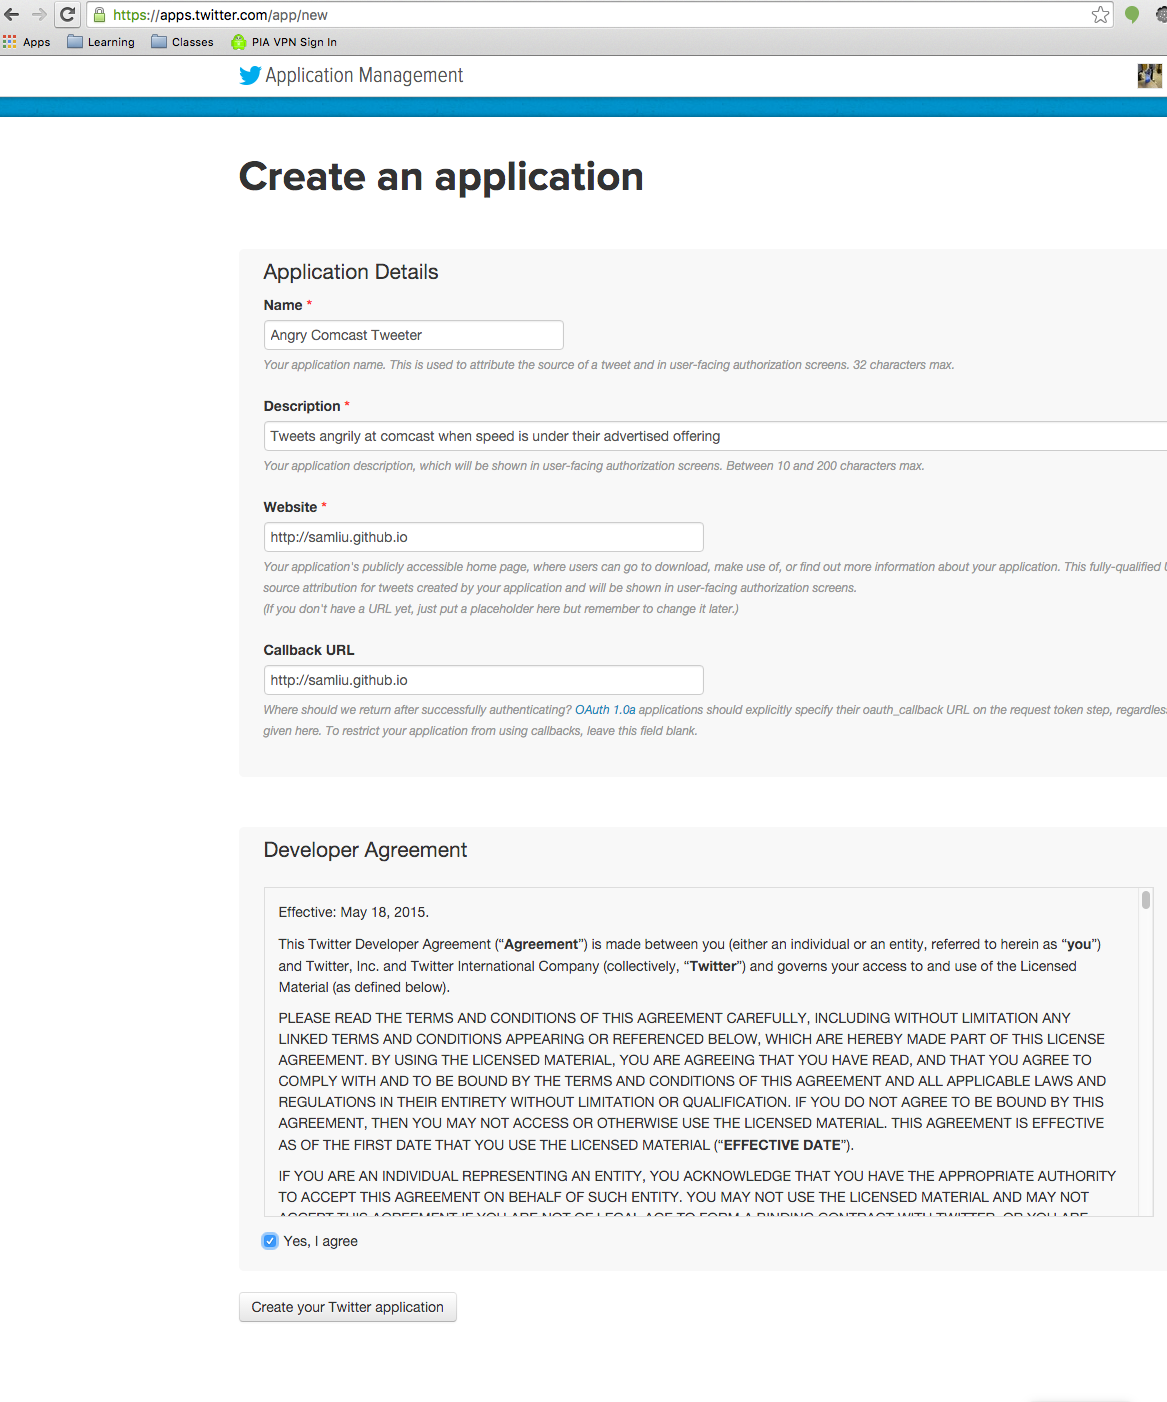 https://apps.twitter.com/app/new
Apps Learning Classes PIA VPN Sign In
Application Management
Create an application
Application Details
Name *
Angry Comcast Tweeter
Your application name. This is used to attribute the source of a tweet and in user-facing authorization screens. 32 characters max.
Description *
Tweets angrily at comcast when speed is under their advertised offering
Your application description, which will be shown in user-facing authorization screens. Between 10 and 200 characters max.
Website *
http://samliu.github.io
Your application's publicly accessible home page, where users can go to download, make use of, or find out more information about your application. This fully-qualified
source attribution for tweets created by your application and will be shown in user-facing authorization screens.
(If you don't have a URL yet, just put a placeholder here but remember to change it later.)
Callback URL
http://samliu.github.io
Where should we return after successfully authenticating? OAuth 1.0a applications should explicitly specify their oauth_callback URL on the request token step, regardless
given here. To restrict your application from using callbacks, leave this field blank.
Developer Agreement
Effective: May 18, 2015.
This Twitter Developer Agreement (“Agreement”) is made between you (either an individual or an entity, referred to herein as “you”)
and Twitter, Inc. and Twitter International Company (collectively, “Twitter”) and governs your access to and use of the Licensed
Material (as defined below).
PLEASE READ THE TERMS AND CONDITIONS OF THIS AGREEMENT CAREFULLY, INCLUDING WITHOUT LIMITATION ANY
LINKED TERMS AND CONDITIONS APPEARING OR REFERENCED BELOW, WHICH ARE HEREBY MADE PART OF THIS LICENSE
AGREEMENT. BY USING THE LICENSED MATERIAL, YOU ARE AGREEING THAT YOU HAVE READ, AND THAT YOU AGREE TO
COMPLY WITH AND TO BE BOUND BY THE TERMS AND CONDITIONS OF THIS AGREEMENT AND ALL APPLICABLE LAWS AND
REGULATIONS IN THEIR ENTIRETY WITHOUT LIMITATION OR QUALIFICATION. IF YOU DO NOT AGREE TO BE BOUND BY THIS
AGREEMENT, THEN YOU MAY NOT ACCESS OR OTHERWISE USE THE LICENSED MATERIAL. THIS AGREEMENT IS EFFECTIVE
AS OF THE FIRST DATE THAT YOU USE THE LICENSED MATERIAL (“EFFECTIVE DATE”).
IF YOU ARE AN INDIVIDUAL REPRESENTING AN ENTITY, YOU ACKNOWLEDGE THAT YOU HAVE THE APPROPRIATE AUTHORITY
TO ACCEPT THIS AGREEMENT ON BEHALF OF SUCH ENTITY. YOU MAY NOT USE THE LICENSED MATERIAL AND MAY NOT
ACCEPT THIS AGREEMENT IF YOU ARE NOT OF LEGAL AGE TO FORM A BINDING CONTRACT WITH TWITTER, OR YOU ARE
Yes, I agree
Create your Twitter application